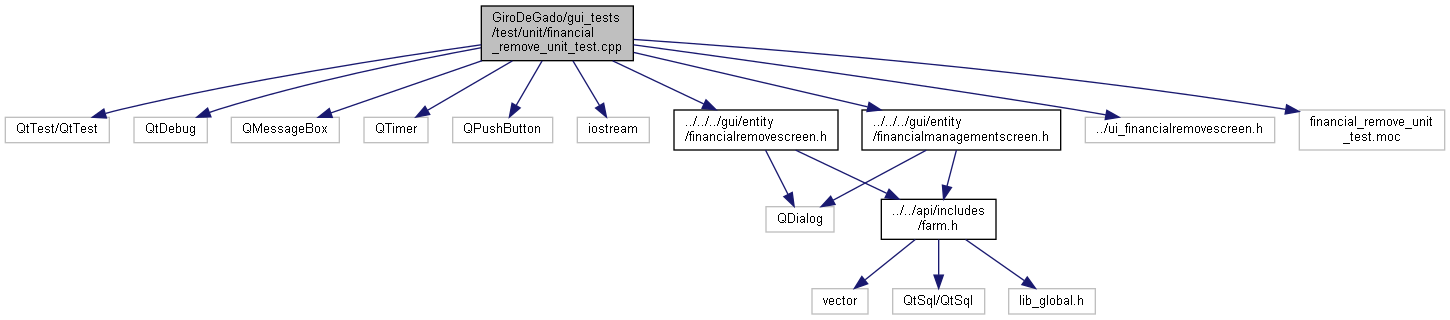 GiroDeGado/gui_tests
/test/unit/financial
_remove_unit_test.cpp
QtTest/QtTest
QtDebug
QMessageBox
QTimer
QPushButton
iostream
../../../gui/entity
/financialremovescreen.h
../../../gui/entity
/financialmanagementscreen.h
../ui_financialremovescreen.h
financial_remove_unit
_test.moc
QDialog
../../api/includes
/farm.h
vector
QtSql/QtSql
lib_global.h